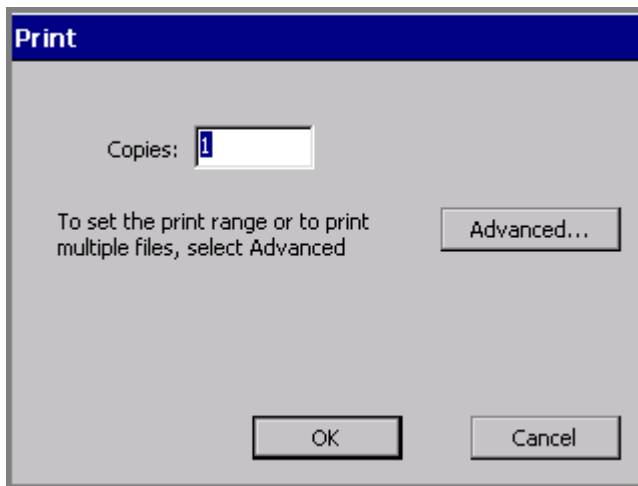 Print
Copies: 1
To set the print range or to print
multiple files, select Advanced
Advanced...
OK
Cancel